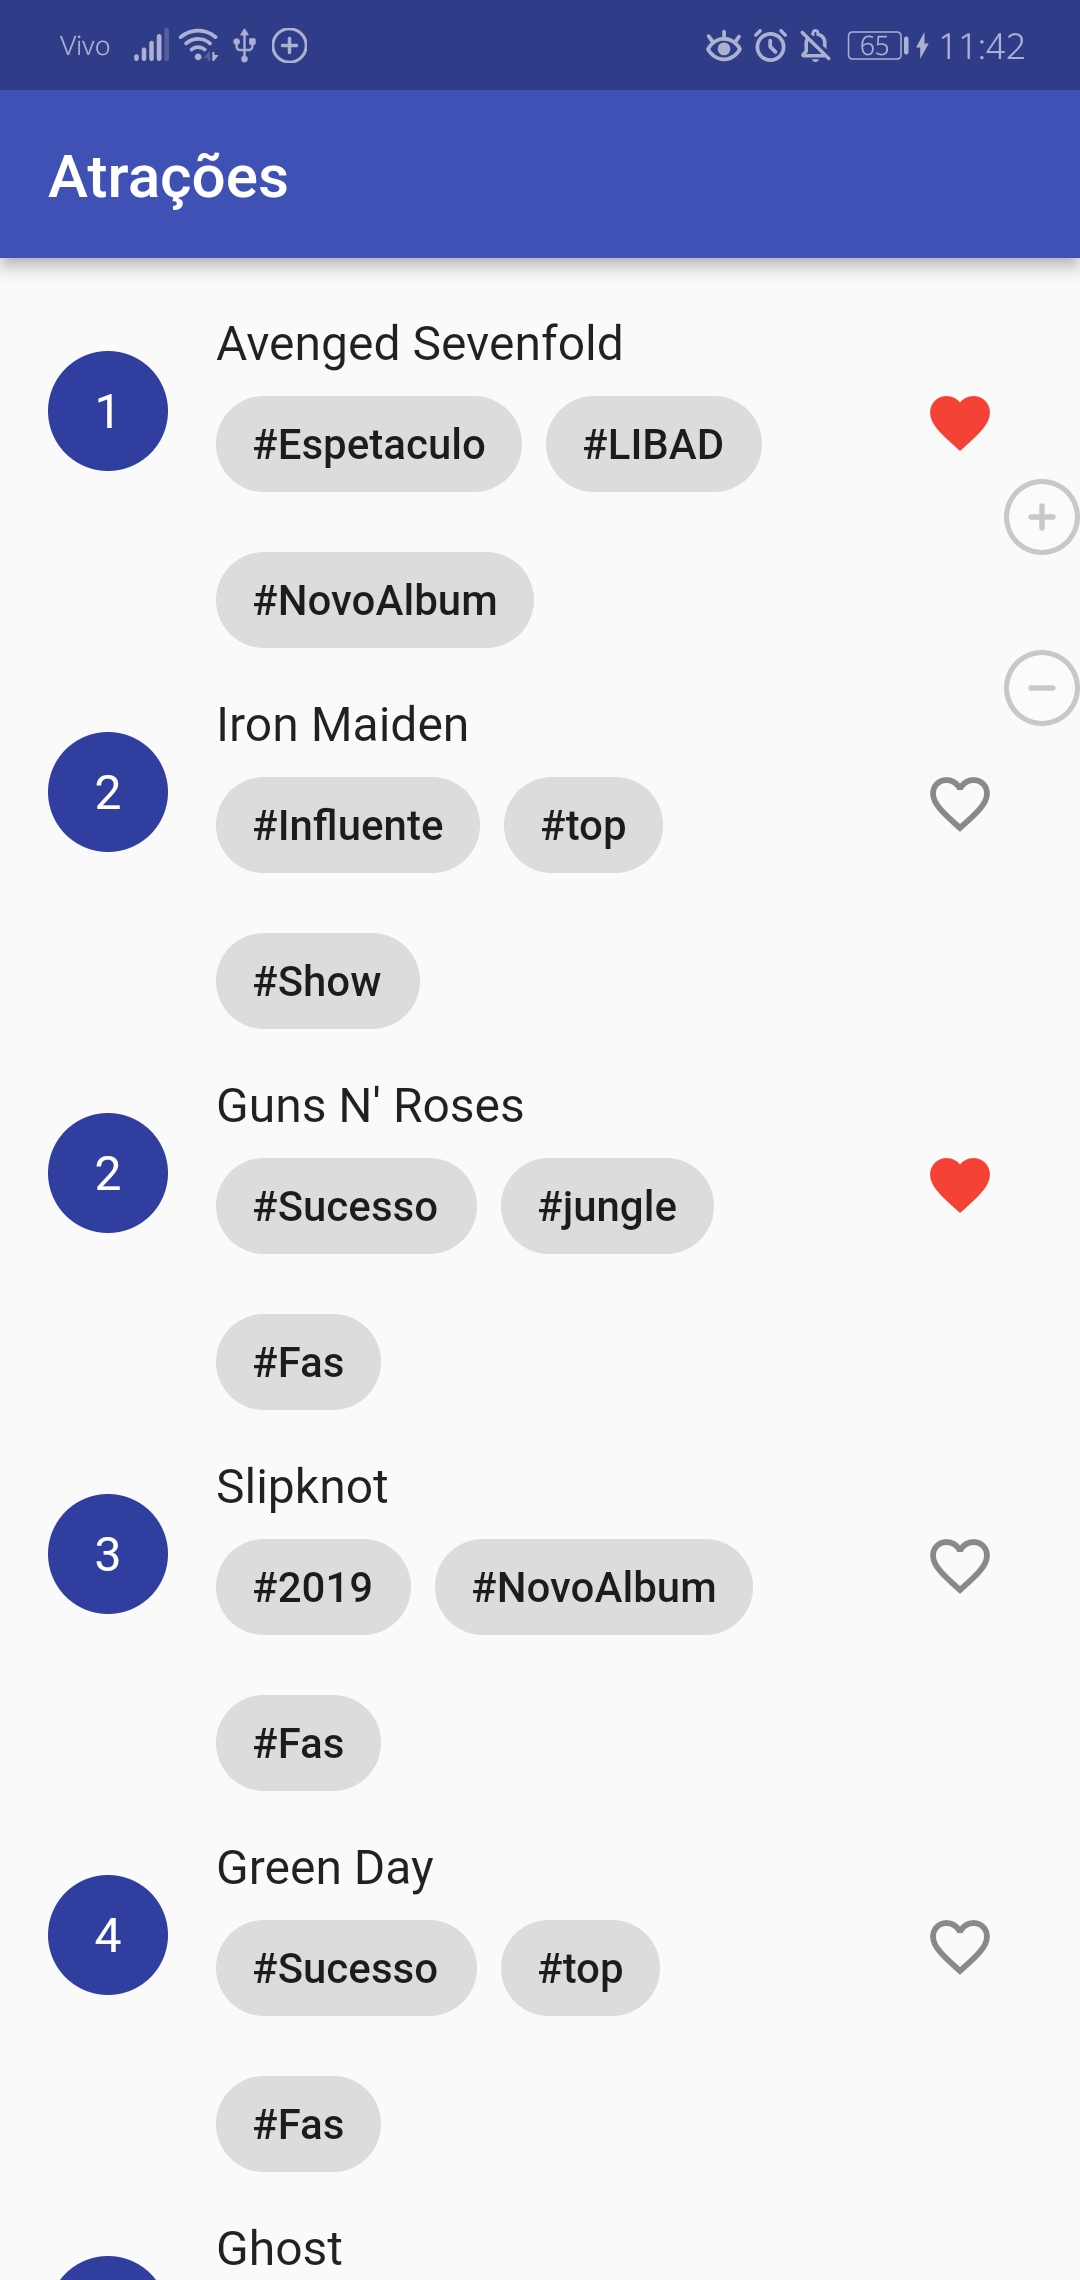 Vivo 65 11:42
Atrações
Avenged Sevenfold
1
#Espetaculo #LIBAD
#NovoAlbum
Iron Maiden
2
#Influente #top
#Show
Guns N' Roses
2
#Sucesso #jungle
#Fas
Slipknot
3
#2019 #NovoAlbum
#Fas
Green Day
4
#Sucesso #top
#Fas
Ghost